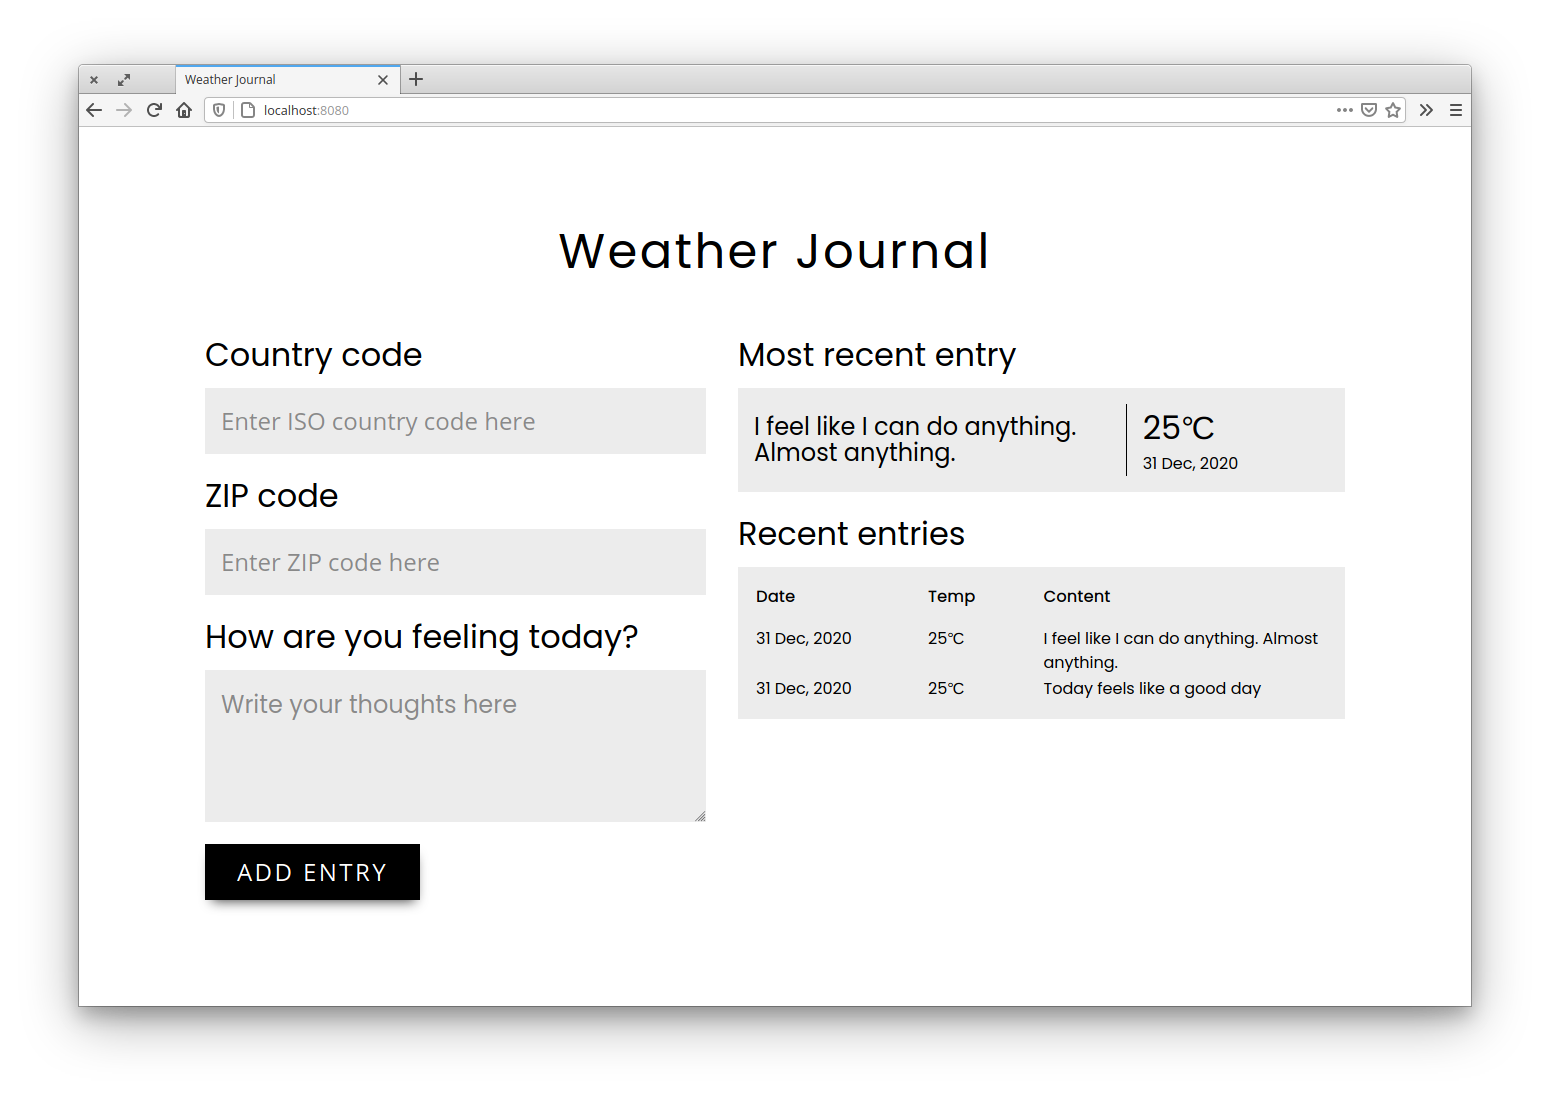 Weather Journal
localhost:8080
Weather Journal
Country code
Enter ISO country code here
ZIP code
Enter ZIP code here
How are you feeling today?
Write your thoughts here
ADD ENTRY
Most recent entry
I feel like I can do anything.
Almost anything.
25℃
31 Dec, 2020
Recent entries
Date Temp Content
31 Dec, 2020 25℃ I feel like I can do anything. Almost
anything.
31 Dec, 2020 25℃ Today feels like a good day